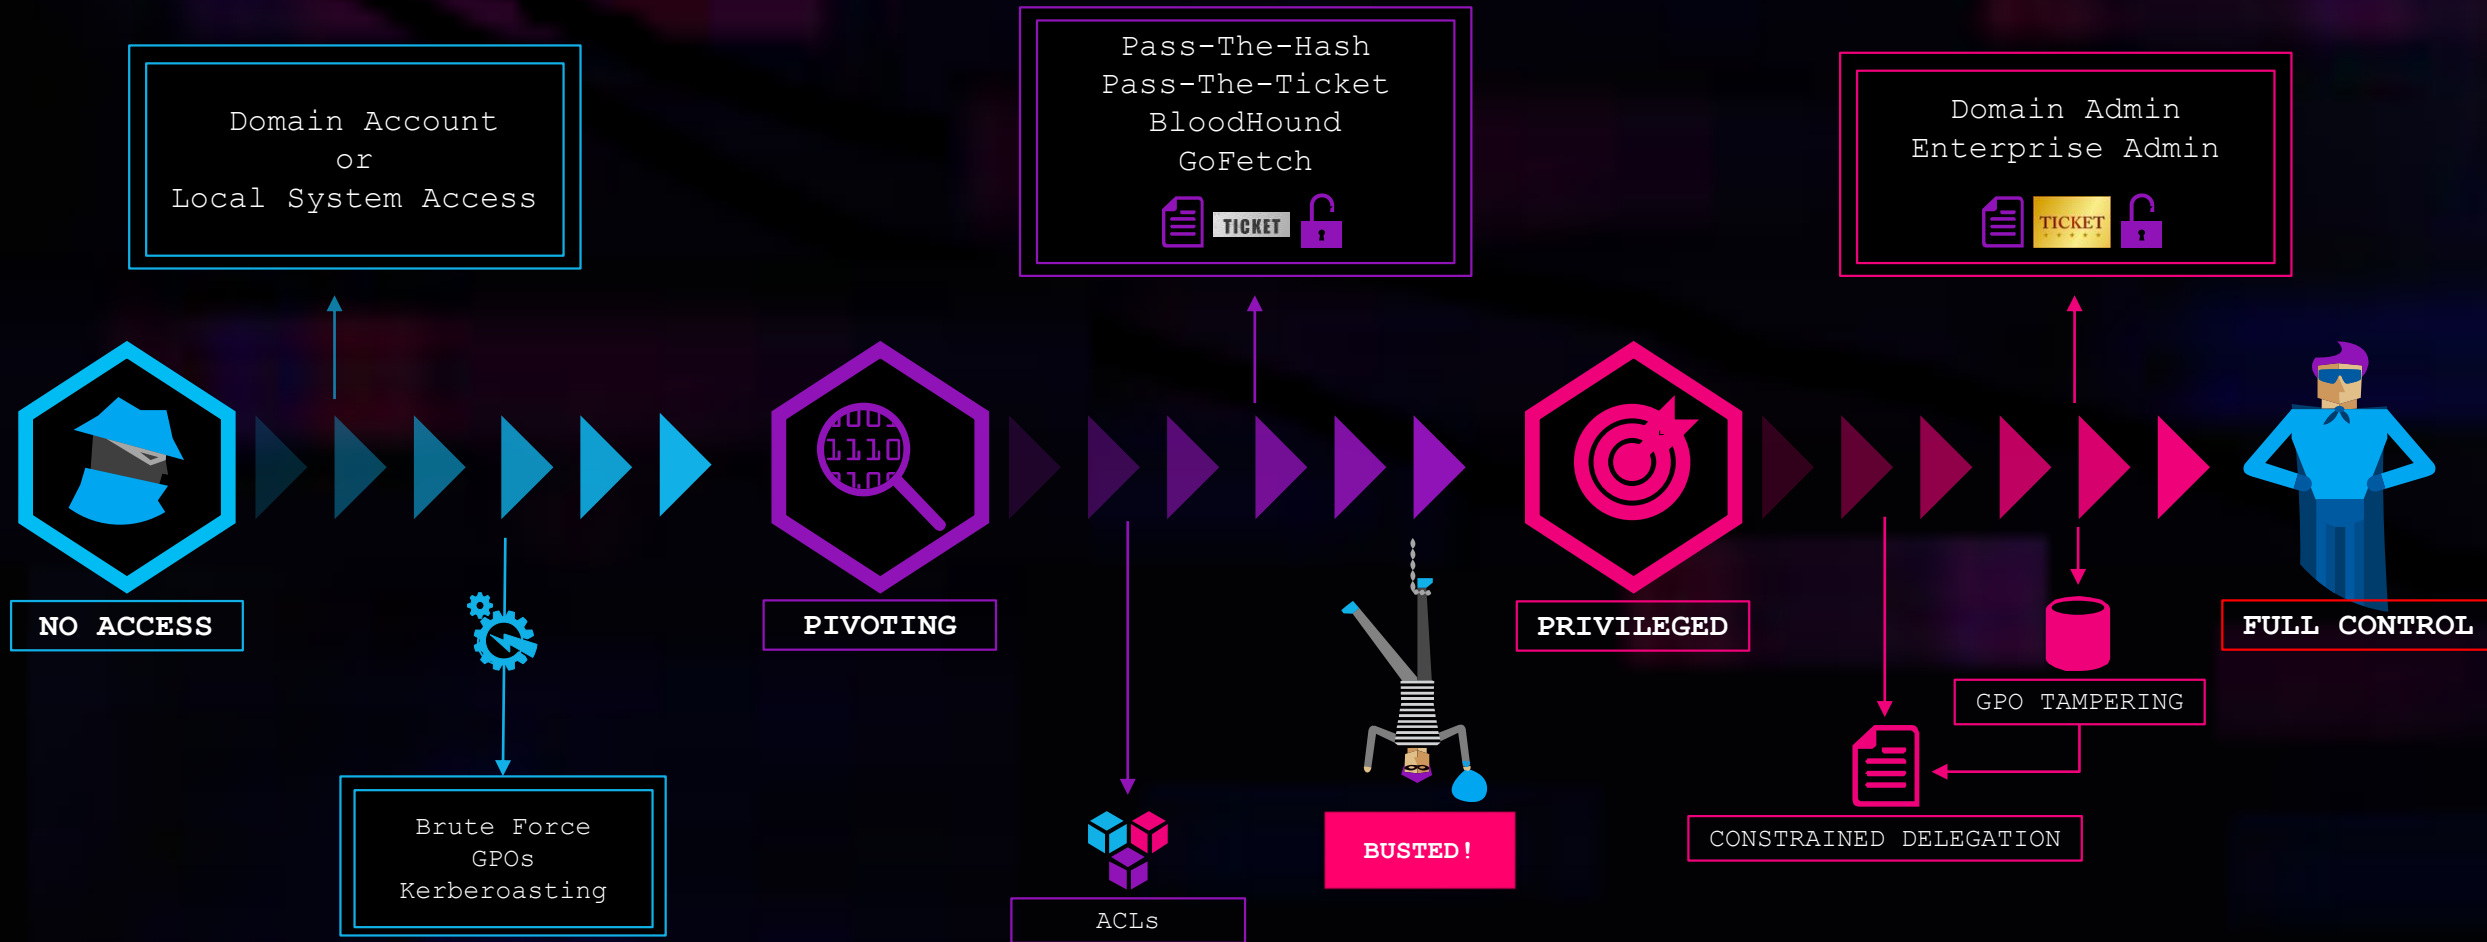 Domain Account
or
Local System Access
Pass-The-Hash
Pass-The-Ticket
BloodHound
GoFetch
TICKET
Domain Admin
Enterprise Admin
TICKET
1110
NO ACCESS
PIVOTING
PRIVILEGED
FULL CONTROL
GPO TAMPERING
Brute Force
GPOs
Kerberoasting
ACLs
BUSTED!
CONSTRAINED DELEGATION